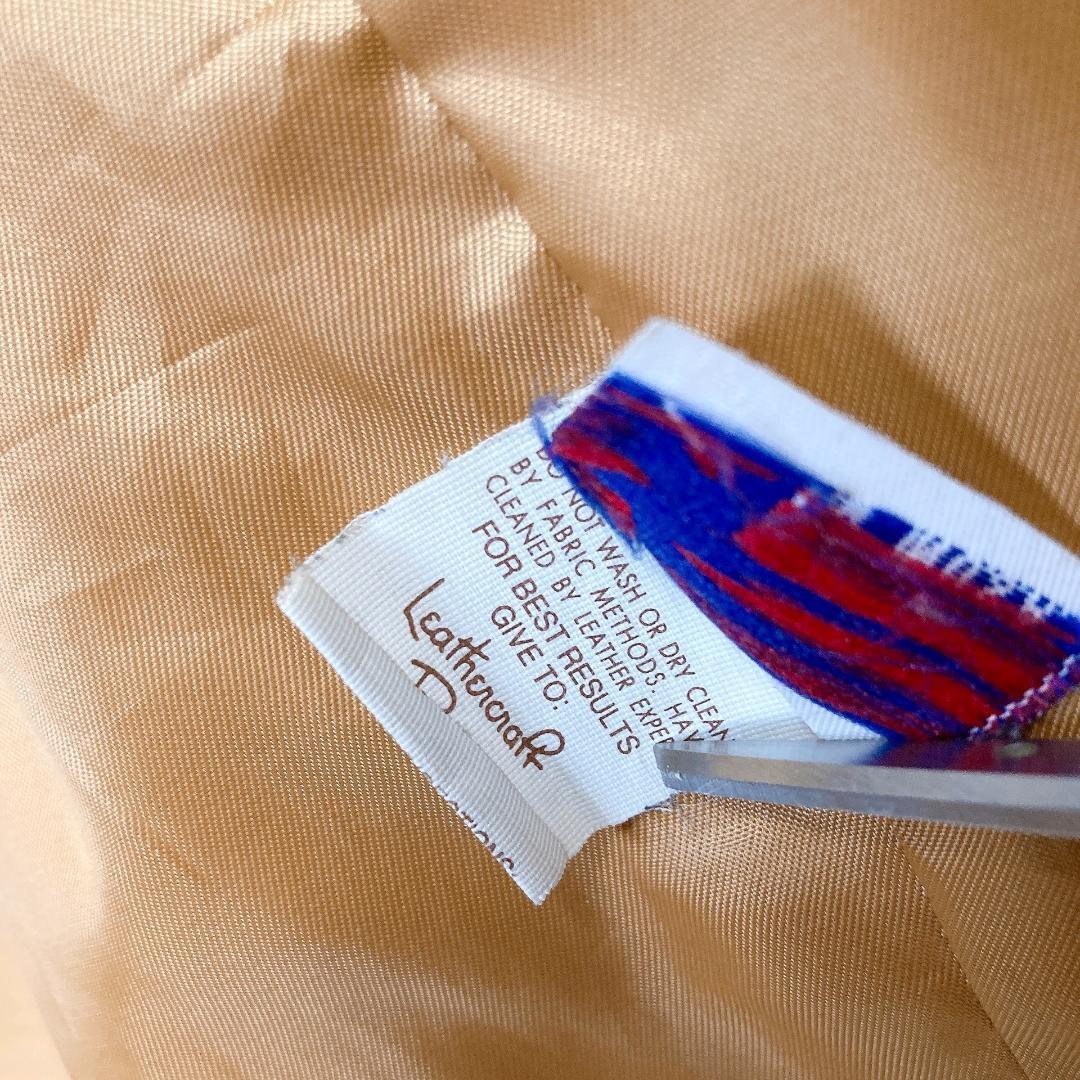 DO NOT WASH OR DRY CLEAN
BY FABRIC METHODS. HAV
CLEANED BY LEATHER EXPE
FOR BEST RESULTS
GIVE TO:
Leathercraft